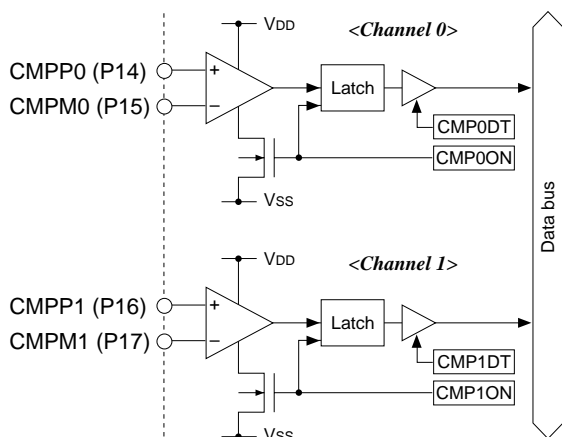 VDD
<Channel 0>
CMPP0 (P14)
+
CMPM0 (P15)
−
Latch
CMP0DT
CMP0ON
VSS
Data bus
VDD
<Channel 1>
CMPP1 (P16)
+
CMPM1 (P17)
−
Latch
CMP1DT
CMP1ON
VSS